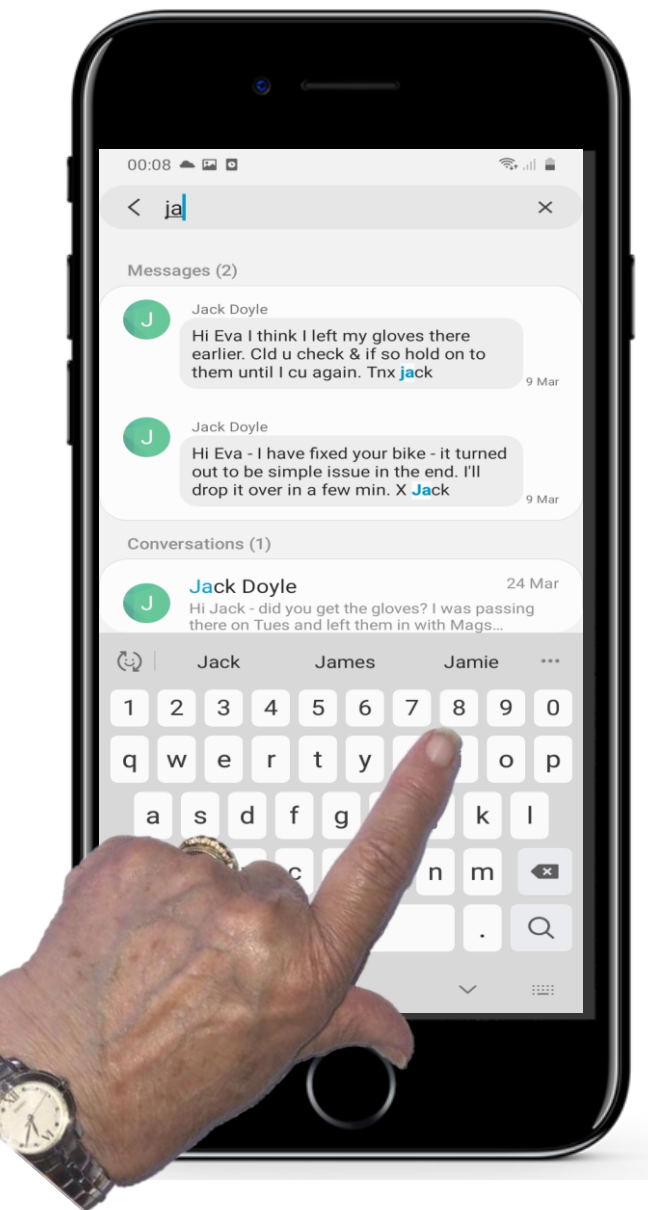 00:08
ja
Messages (2)
Jack Doyle
J
Hi Eva I think I left my gloves there
earlier. Cld u check & if so hold on to
them until I cu again. Tnx jack
9 Mar
Jack Doyle
J
Hi Eva - I have fixed your bike - it turned
out to be simple issue in the end. I'll
drop it over in a few min. X Jack
9 Mar
Conversations (1)
Jack Doyle
24 Mar
J
Hi Jack - did you get the gloves? I was passing
there on Tues and left them in with Mags...
Jack James Jamie
1 2 3 4 5 6 7 8 9 0
q w e r t y o p
a s d f g k l
c n m
.
XII
VI